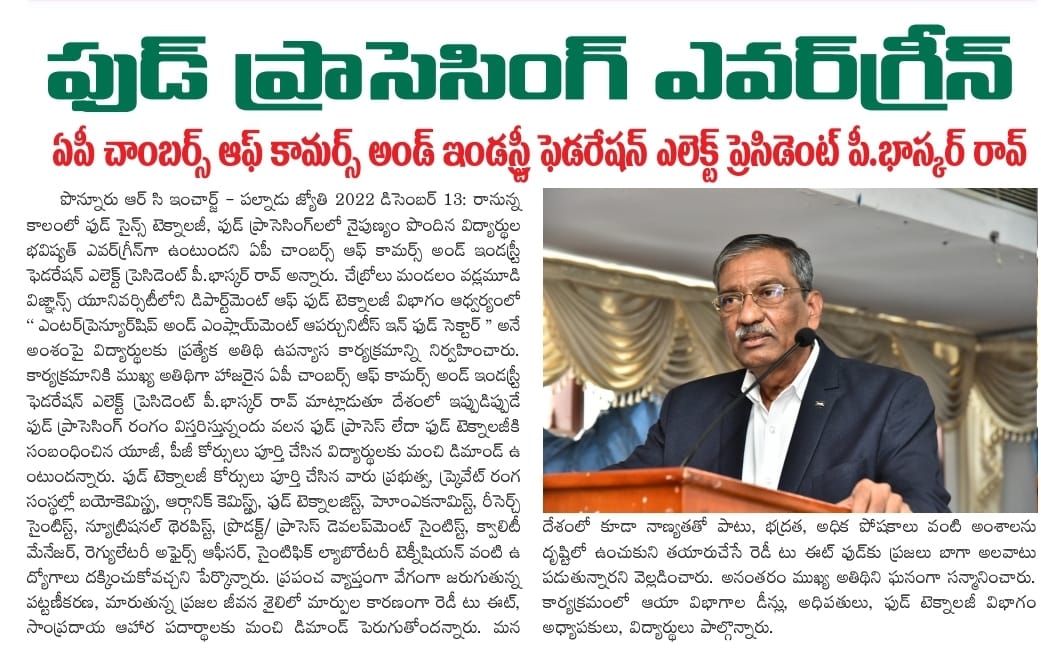 ఫుడ్ ప్రాసెసింగ్ ఎవర్‌గ్రీన్
ఏపీ చాంబర్స్ ఆఫ్ కామర్స్ అండ్ ఇండస్ట్రీ ఫెడరేషన్ ఎలెక్ట్ ప్రెసిడెంట్ పీ.భాస్కర్ రావ్
పొన్నూరు ఆర్ సి ఇంచార్జ్ - పల్నాడు జ్యోతి 2022 డిసెంబర్ 13: రానున్న
కాలంలో ఫుడ్ సైన్స్ టెక్నాలజీ, ఫుడ్ ప్రాసెసింగ్‌లలో నైపుణ్యం పొందిన విద్యార్థుల
భవిష్యత్ ఎవర్‌గ్రీన్‌గా ఉంటుందని ఏపీ చాంబర్స్ ఆఫ్ కామర్స్ అండ్ ఇండస్ట్రీ
ఫెడరేషన్ ఎలెక్ట్ ప్రెసిడెంట్ పీ.భాస్కర్ రావ్ అన్నారు. చేబ్రోలు మండలం వడ్లమూడి
విజ్ఞాన్స్ యూనివర్సిటీలోని డిపార్ట్‌మెంట్ ఆఫ్ ఫుడ్ టెక్నాలజీ విభాగం ఆధ్వర్యంలో
“ ఎంటర్‌ప్రెన్యూర్‌షివ్ అండ్ ఎంప్లాయ్‌మెంట్ ఆపర్చునిటీస్ ఇన్ ఫుడ్ సెక్టార్ ” అనే
అంశంపై విద్యార్థులకు ప్రత్యేక అతిథి ఉపన్యాస కార్యక్రమాన్ని నిర్వహించారు.
కార్యక్రమానికి ముఖ్య అతిథిగా హాజరైన ఏపీ చాంబర్స్ ఆఫ్ కామర్స్ అండ్ ఇండస్ట్రీ
ఫెడరేషన్ ఎలెక్ట్ ప్రెసిడెంట్ పీ.భాస్కర్ రావ్ మాట్లాడుతూ దేశంలో ఇప్పుడిప్పుడే
ఫుడ్ ప్రాసెసింగ్ రంగం విస్తరిస్తున్నందు వలన ఫుడ్ ప్రాసెస్ లేదా ఫుడ్ టెక్నాలజీకి
సంబంధించిన యూజీ, పీజీ కోర్సులు పూర్తి చేసిన విద్యార్థులకు మంచి డిమాండ్ ఉ
ంటుందన్నారు. ఫుడ్ టెక్నాలజీ కోర్సులు పూర్తి చేసిన వారు ప్రభుత్వ, ప్రైవేట్ రంగ
సంస్థల్లో బయోకెమిస్ట్రు, ఆర్గానిక్ కెమిస్ట్రు, ఫుడ్ టెక్నాలజిస్ట్, హెూంఎకనామిస్ట్, రీసెర్చ్
సైంటిస్ట్, న్యూట్రిషనల్ థెరపిస్ట్, ప్రొడక్ట్/ ప్రాసెస్ డెవలప్‌మెంట్ సైంటిస్ట్, క్వాలిటీ
మేనేజర్, రెగ్యులేటరీ అఫైర్స్ ఆఫీసర్, సైంటిఫిక్ ల్యాబొరేటరీ టెక్నీషియన్ వంటి ఉ
ద్యోగాలు దక్కించుకోవచ్చని పేర్కొన్నారు. ప్రపంచ వ్యాప్తంగా వేగంగా జరుగుతున్న
పట్టణీకరణ, మారుతున్న ప్రజల జీవన శైలిలో మార్పుల కారణంగా రెడీ టు ఈట్,
సాంప్రదాయ ఆహార పదార్థాలకు మంచి డిమాండ్ పెరుగుతోందన్నారు. మన
దేశంలో కూడా నాణ్యతతో పాటు, భద్రత, అధిక పోషకాలు వంటి అంశాలను
దృష్టిలో ఉంచుకుని తయారుచేసే రెడీ టు ఈట్ ఫుడ్‌కు ప్రజలు బాగా అలవాటు
పడుతున్నారని వెల్లడించారు. అనంతరం ముఖ్య అతిథిని ఘనంగా సన్మానించారు.
కార్యక్రమంలో ఆయా విభాగాల డీన్లు, అధిపతులు, ఫుడ్ టెక్నాలజీ విభాగం
అధ్యాపకులు, విద్యార్థులు పాల్గొన్నారు.